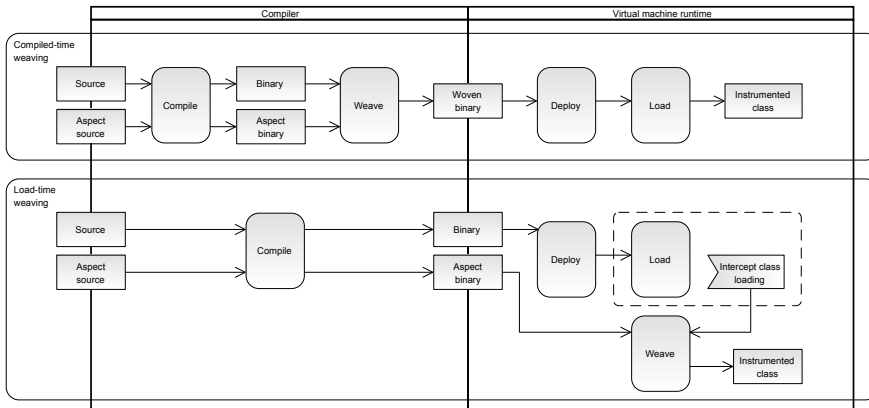 Compiler
Virtual machine runtime
Compiled-time
weaving
Source
Aspect
source
Compile
Binary
Aspect
binary
Weave
Woven
binary
Deploy
Load
Instrumented
class
Load-time
weaving
Source
Aspect
source
Compile
Binary
Aspect
binary
Deploy
Load
Intercept class
loading
Weave
Instrumented
class